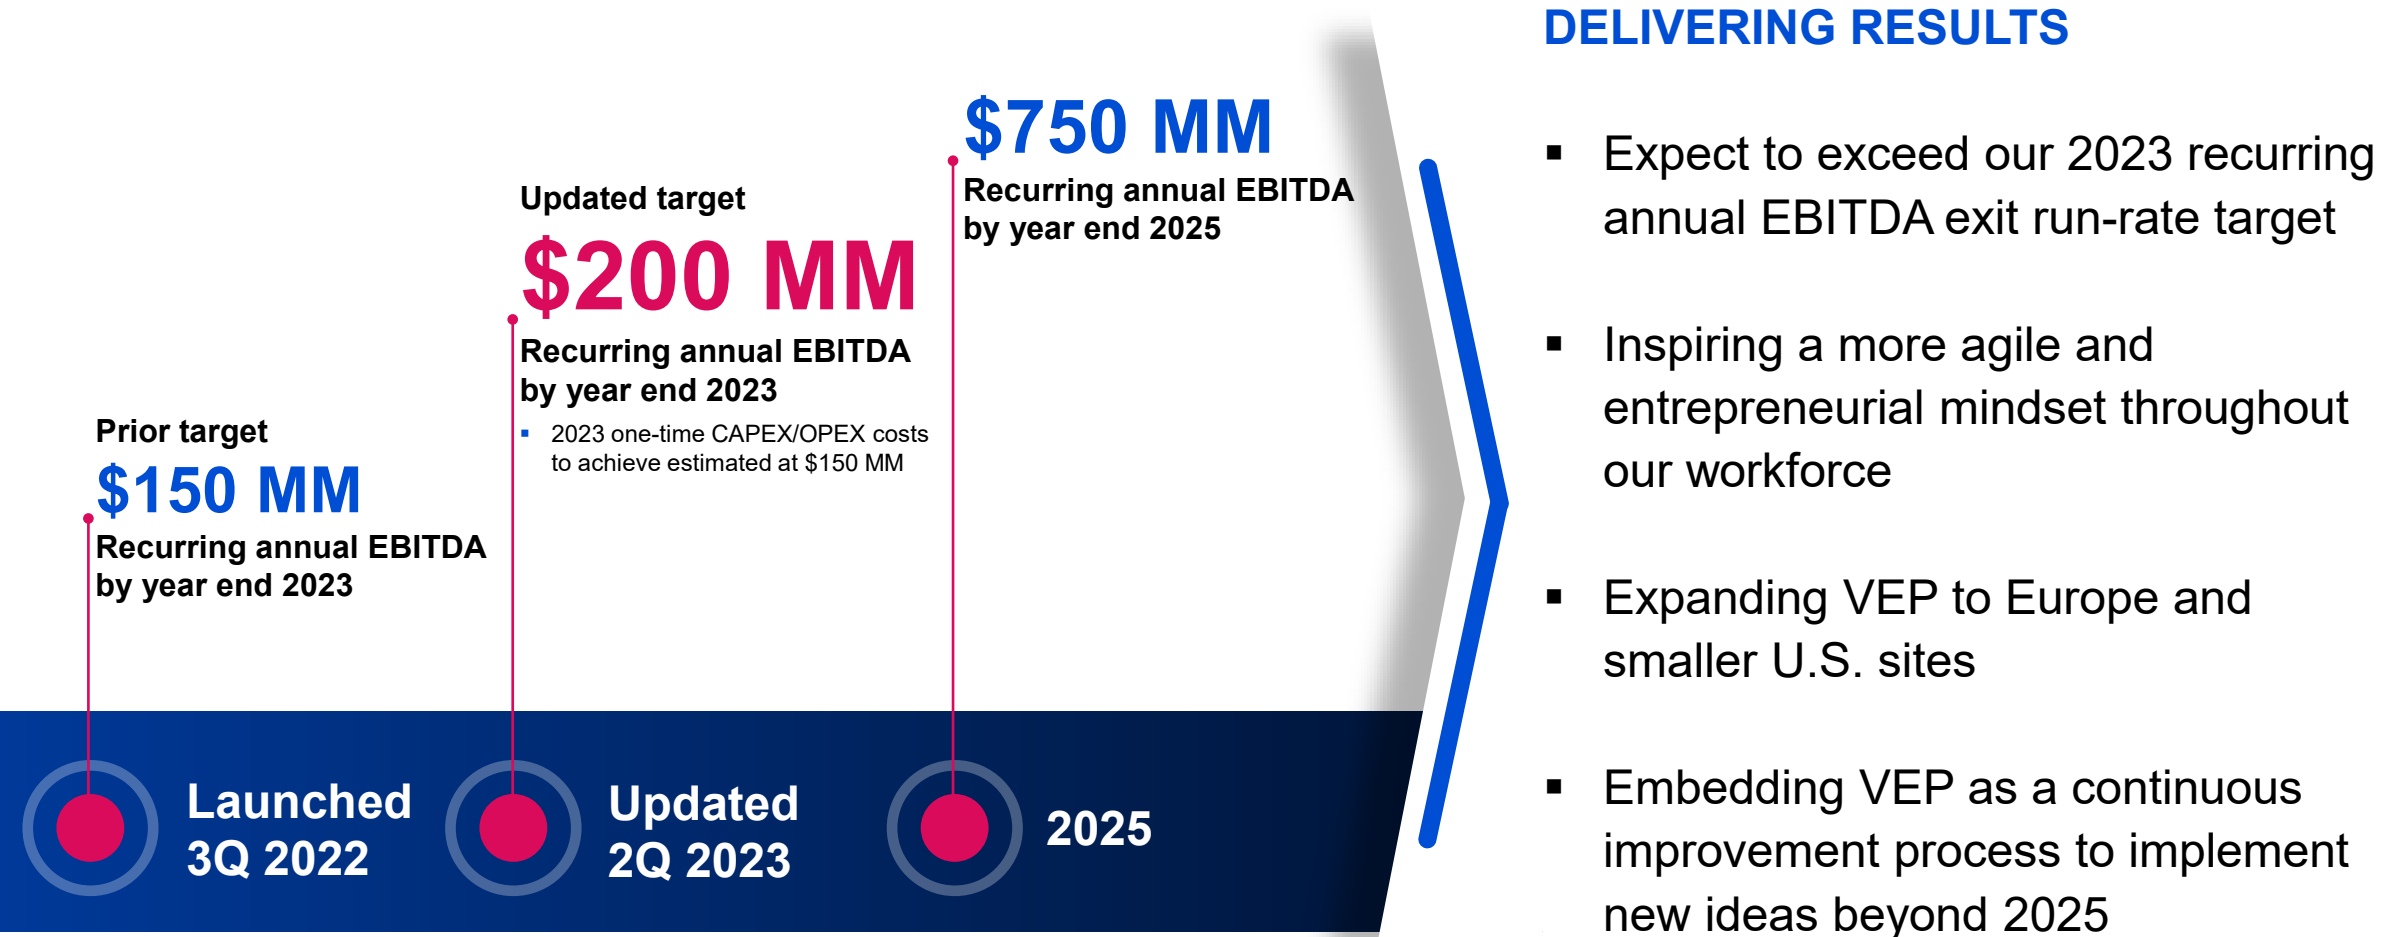 Prior target
$150 MM
Recurring annual EBITDA
by year end 2023
Updated target
$200 MM
Recurring annual EBITDA
by year end 2023
▪ 2023 one-time CAPEX/OPEX costs
to achieve estimated at $150 MM
$750 MM
Recurring annual EBITDA
by year end 2025
Launched
3Q 2022
Updated
2Q 2023
2025
DELIVERING RESULTS
▪ Expect to exceed our 2023 recurring
annual EBITDA exit run-rate target
▪ Inspiring a more agile and
entrepreneurial mindset throughout
our workforce
▪ Expanding VEP to Europe and
smaller U.S. sites
▪ Embedding VEP as a continuous
improvement process to implement
new ideas beyond 2025